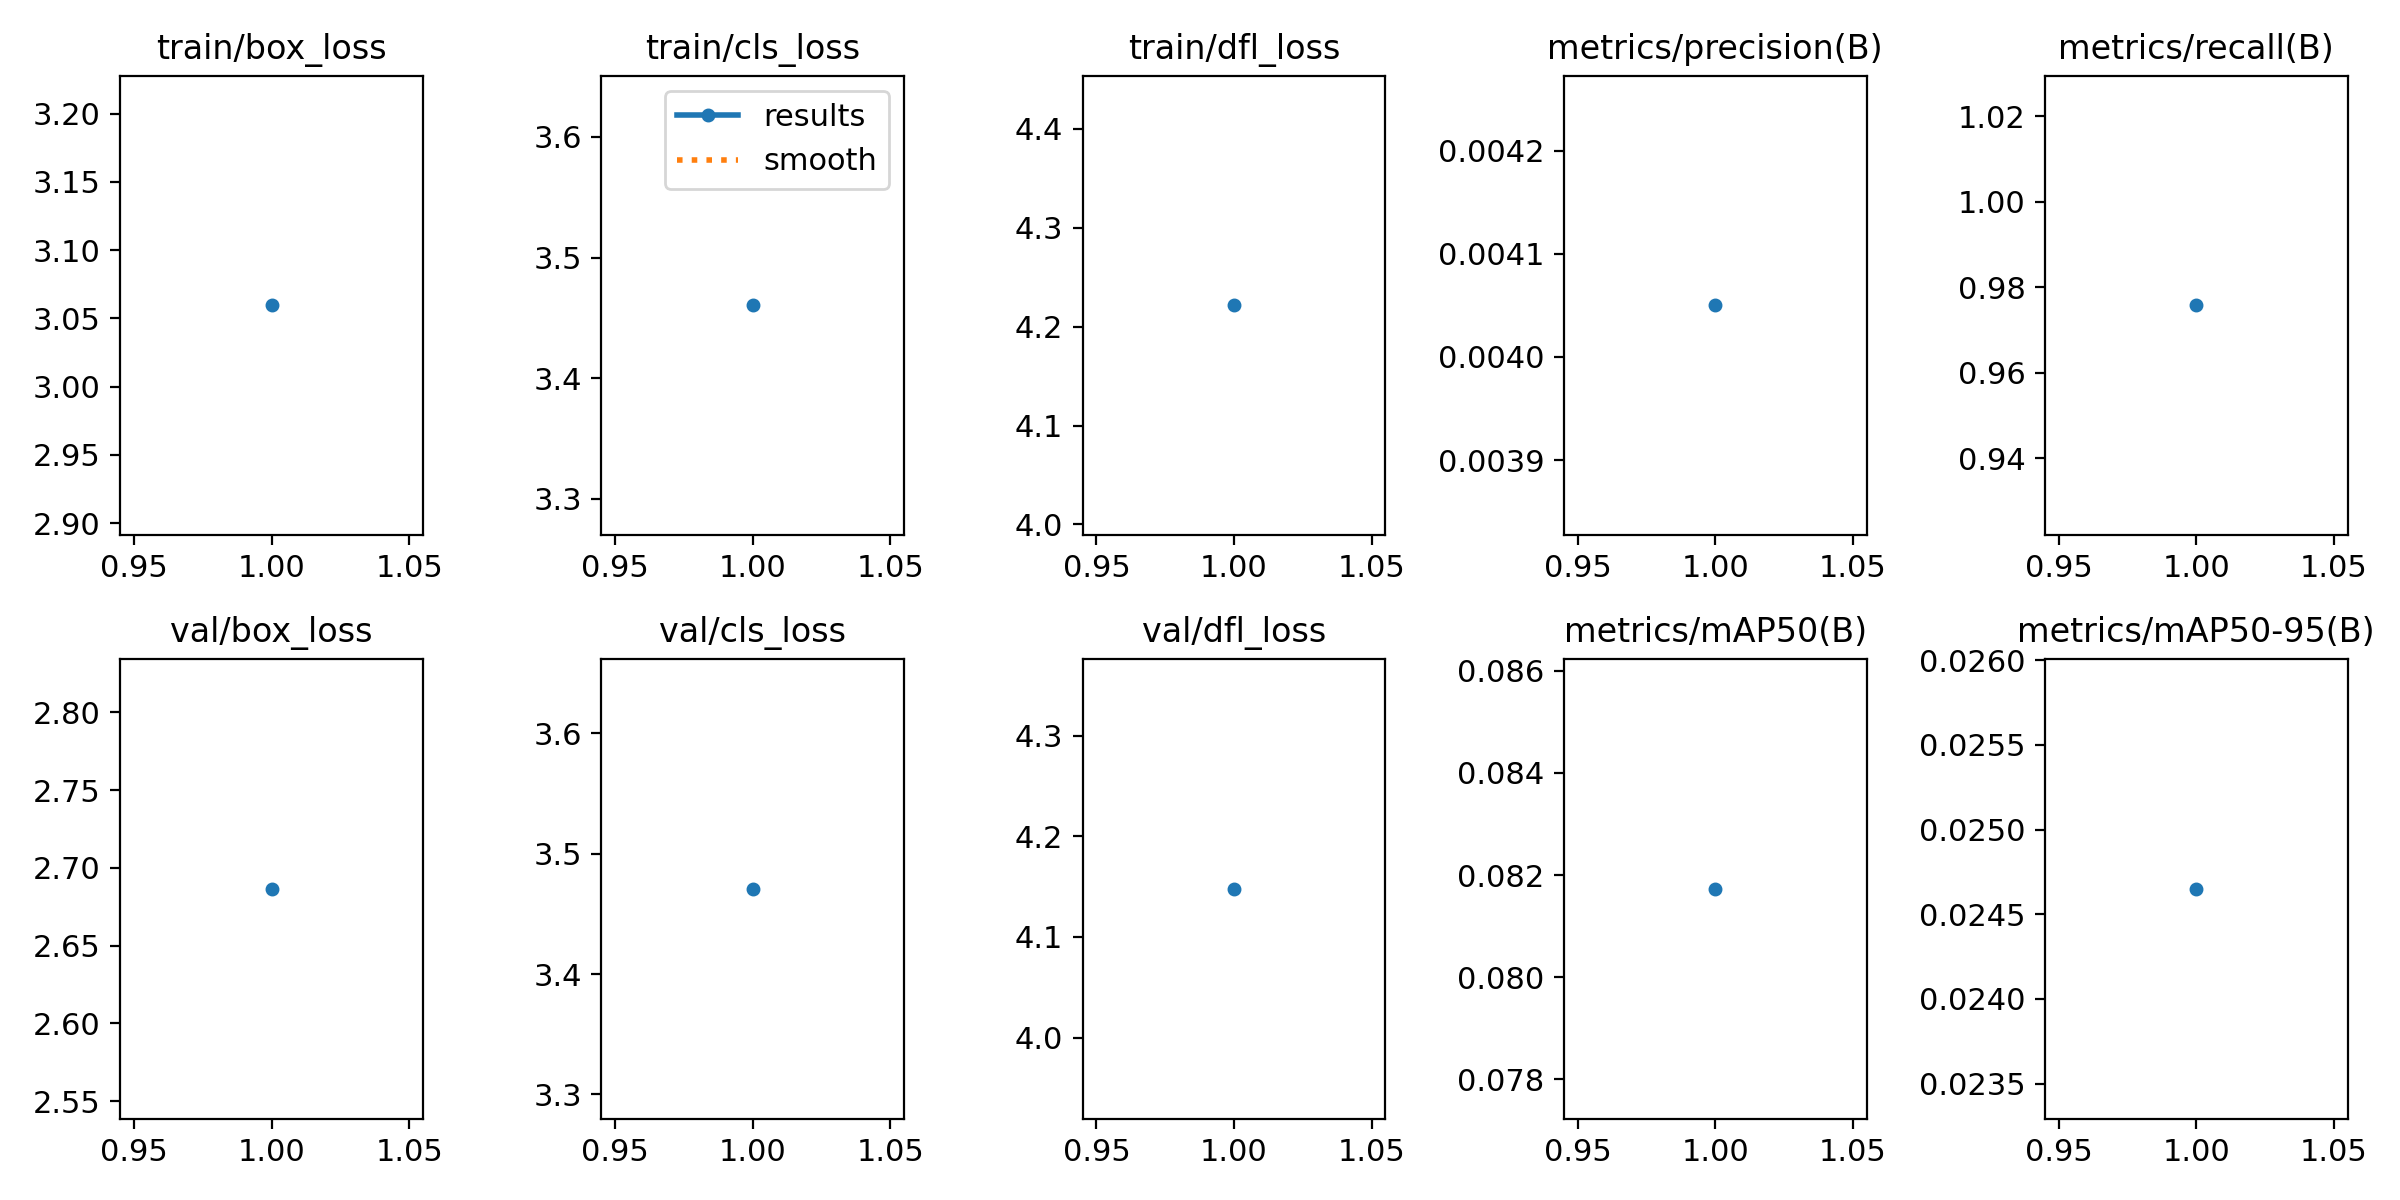 train/box_loss
3.20
3.15
3.10
3.05
3.00
2.95
2.90
0.95 1.00 1.05
train/cls_loss
results
smooth
3.6
3.5
3.4
3.3
0.95 1.00 1.05
train/dfl_loss
4.4
4.3
4.2
4.1
4.0
0.95 1.00 1.05
metrics/precision(B)
0.0042
0.0041
0.0040
0.0039
0.95 1.00 1.05
metrics/recall(B)
1.02
1.00
0.98
0.96
0.94
0.95 1.00 1.05
val/box_loss
2.80
2.75
2.70
2.65
2.60
2.55
0.95 1.00 1.05
val/cls_loss
3.6
3.5
3.4
3.3
0.95 1.00 1.05
val/dfl_loss
4.3
4.2
4.1
4.0
0.95 1.00 1.05
metrics/mAP50(B)
0.086
0.084
0.082
0.080
0.078
0.95 1.00 1.05
metrics/mAP50-95(B)
0.0260
0.0255
0.0250
0.0245
0.0240
0.0235
0.95 1.00 1.05